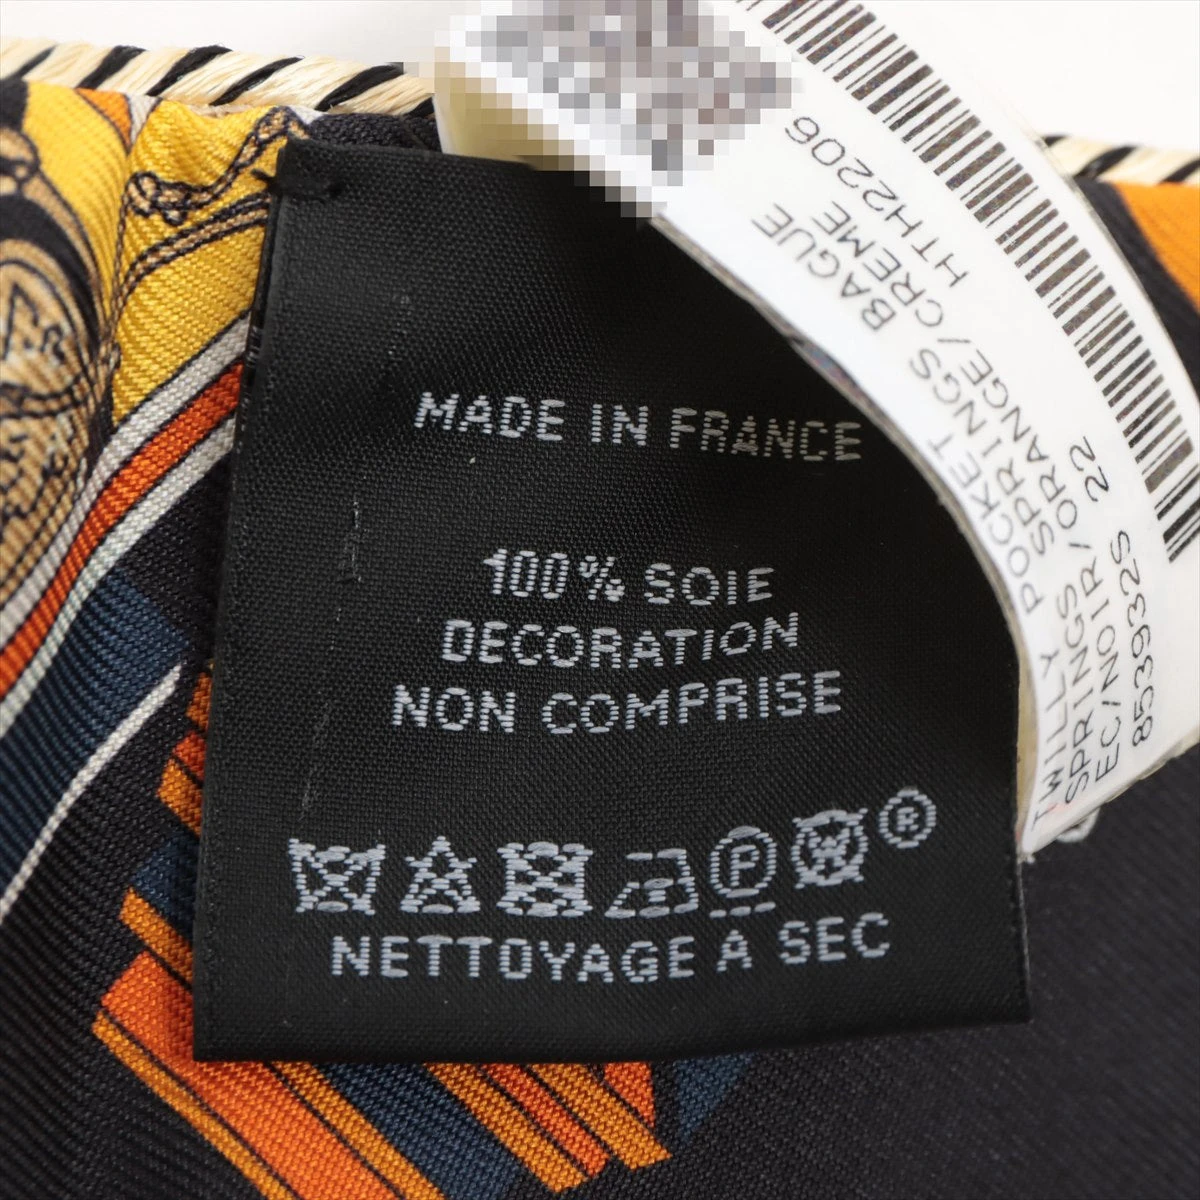 MADE IN FRANCE
100% SOIE
DECORATION
NON COMPRISE
P
W
®
NETTOYAGE A SEC
TWILLY POCKET BAGUE
SPRINGS SPRINGS
EC/NOIR/ORANGE/CREME
853932S 22 HTH2206